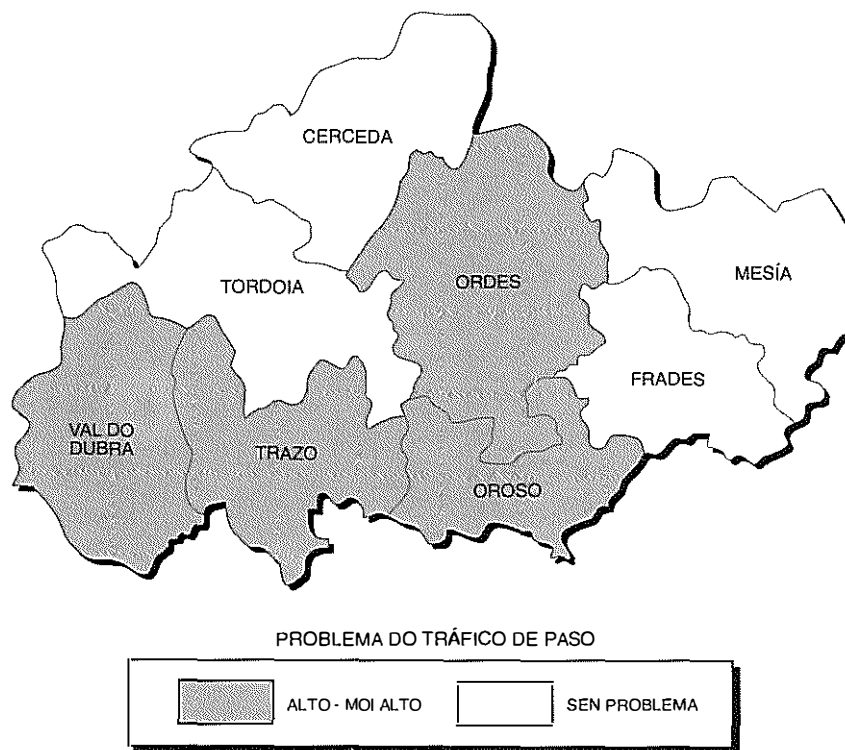 CERCEDA
ORDES
MESÍA
TORDOIA
FRADES
VAL DO
DUBRA
TRAZO
OROSO
PROBLEMA DO TRÁFICO DE PASO
ALTO - MOI ALTO
SEN PROBLEMA